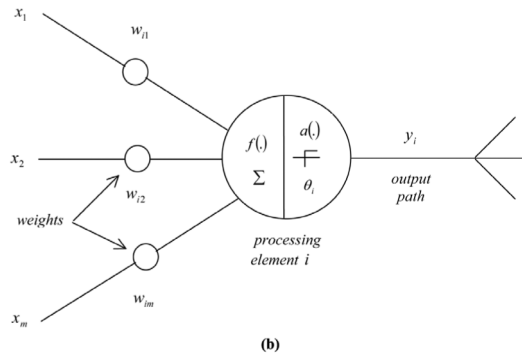 x₁
wᵢ₁
x₂
wᵢ₂
weights
f(.)
Σ
a(.)
θᵢ
yᵢ
output
path
processing
element i
wᵢₘ
xₘ
(b)